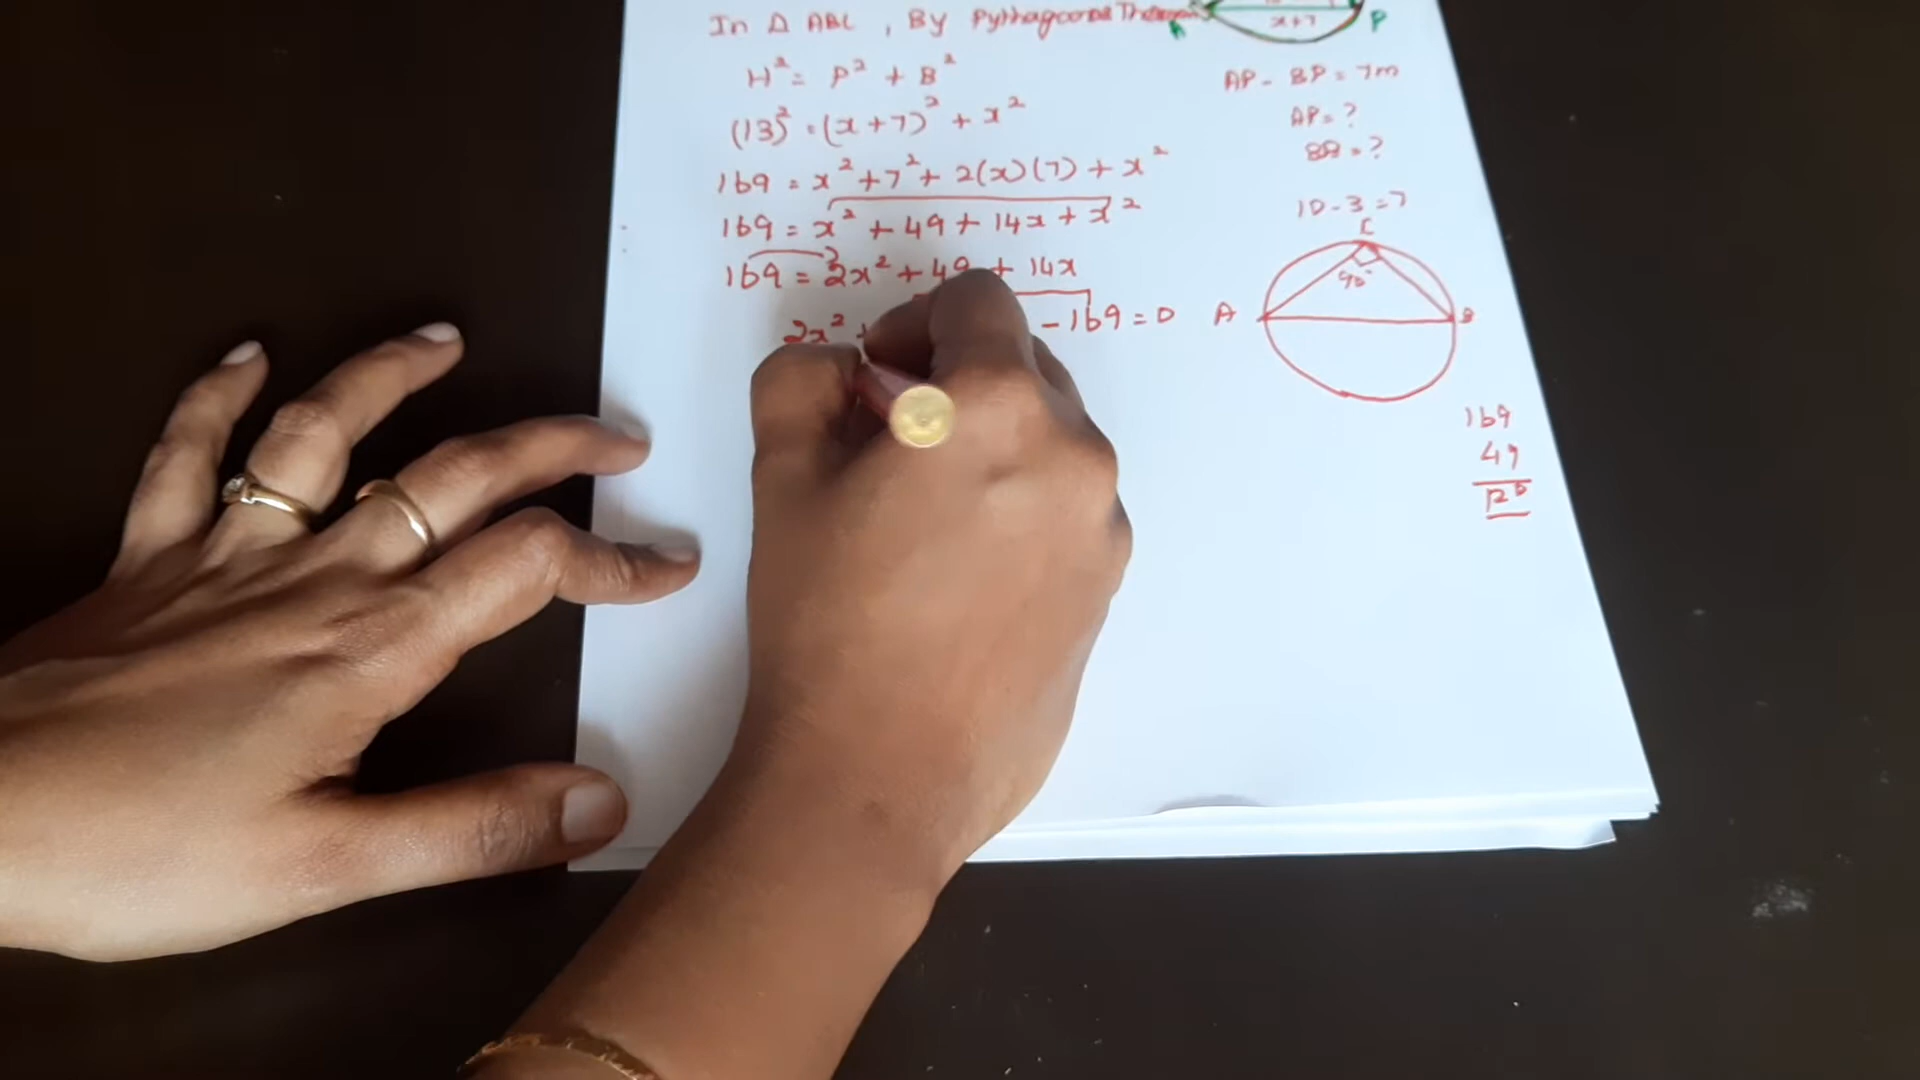 In Δ ABC, By Pythagoras Theorem
H² = P² + B²
(13)² = (x+7)² + x²
169 = x² + 7² + 2(x)(7) + x²
169 = x² + 49 + 14x + x²
169 = 2x² + 49 + 14x
2x² + - 169 = 0
x+7
P
AP - BP = 7m
AP = ?
BP = ?
10 - 3 = 7
C
90°
A B
169
49
120